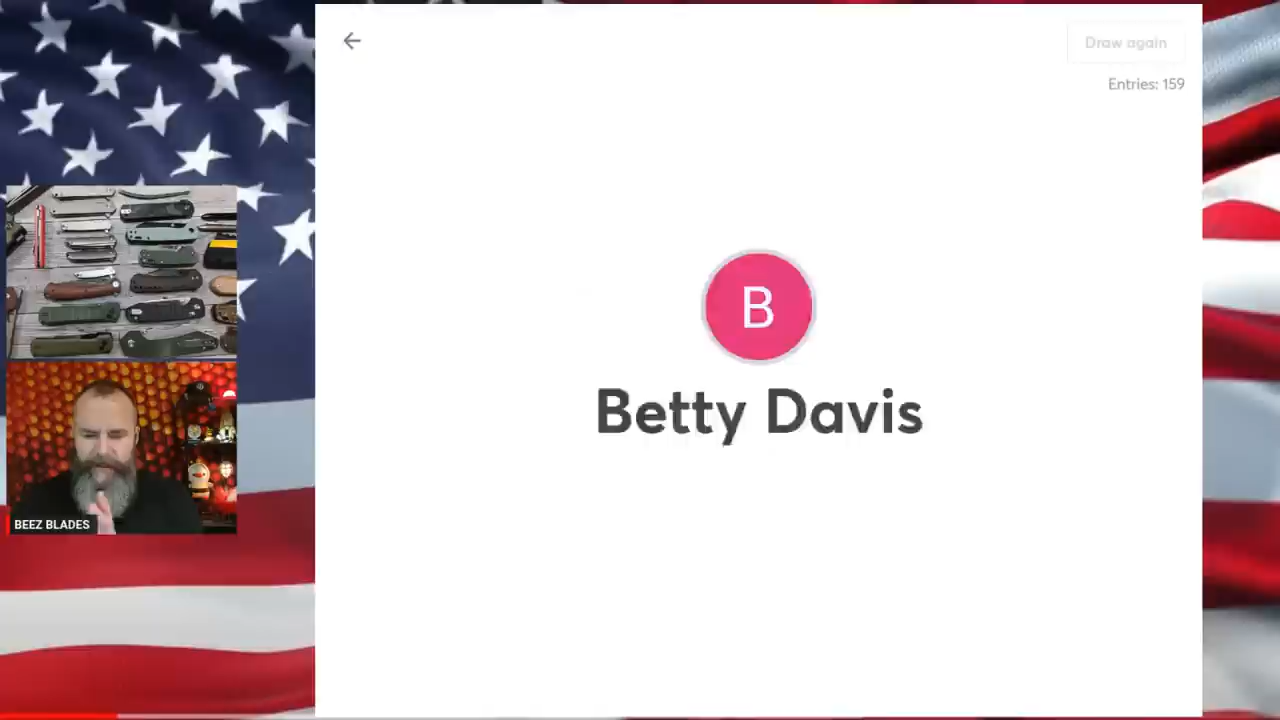 Draw again
Entries: 159
B
Betty Davis
BEEZ BLADES